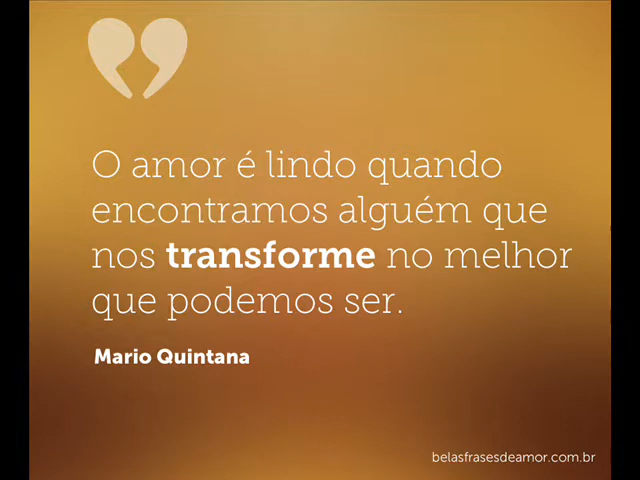 O amor é lindo quando
encontramos alguém que
nos transforme no melhor
que podemos ser.
Mario Quintana
belasfrasesdeamor.com.br